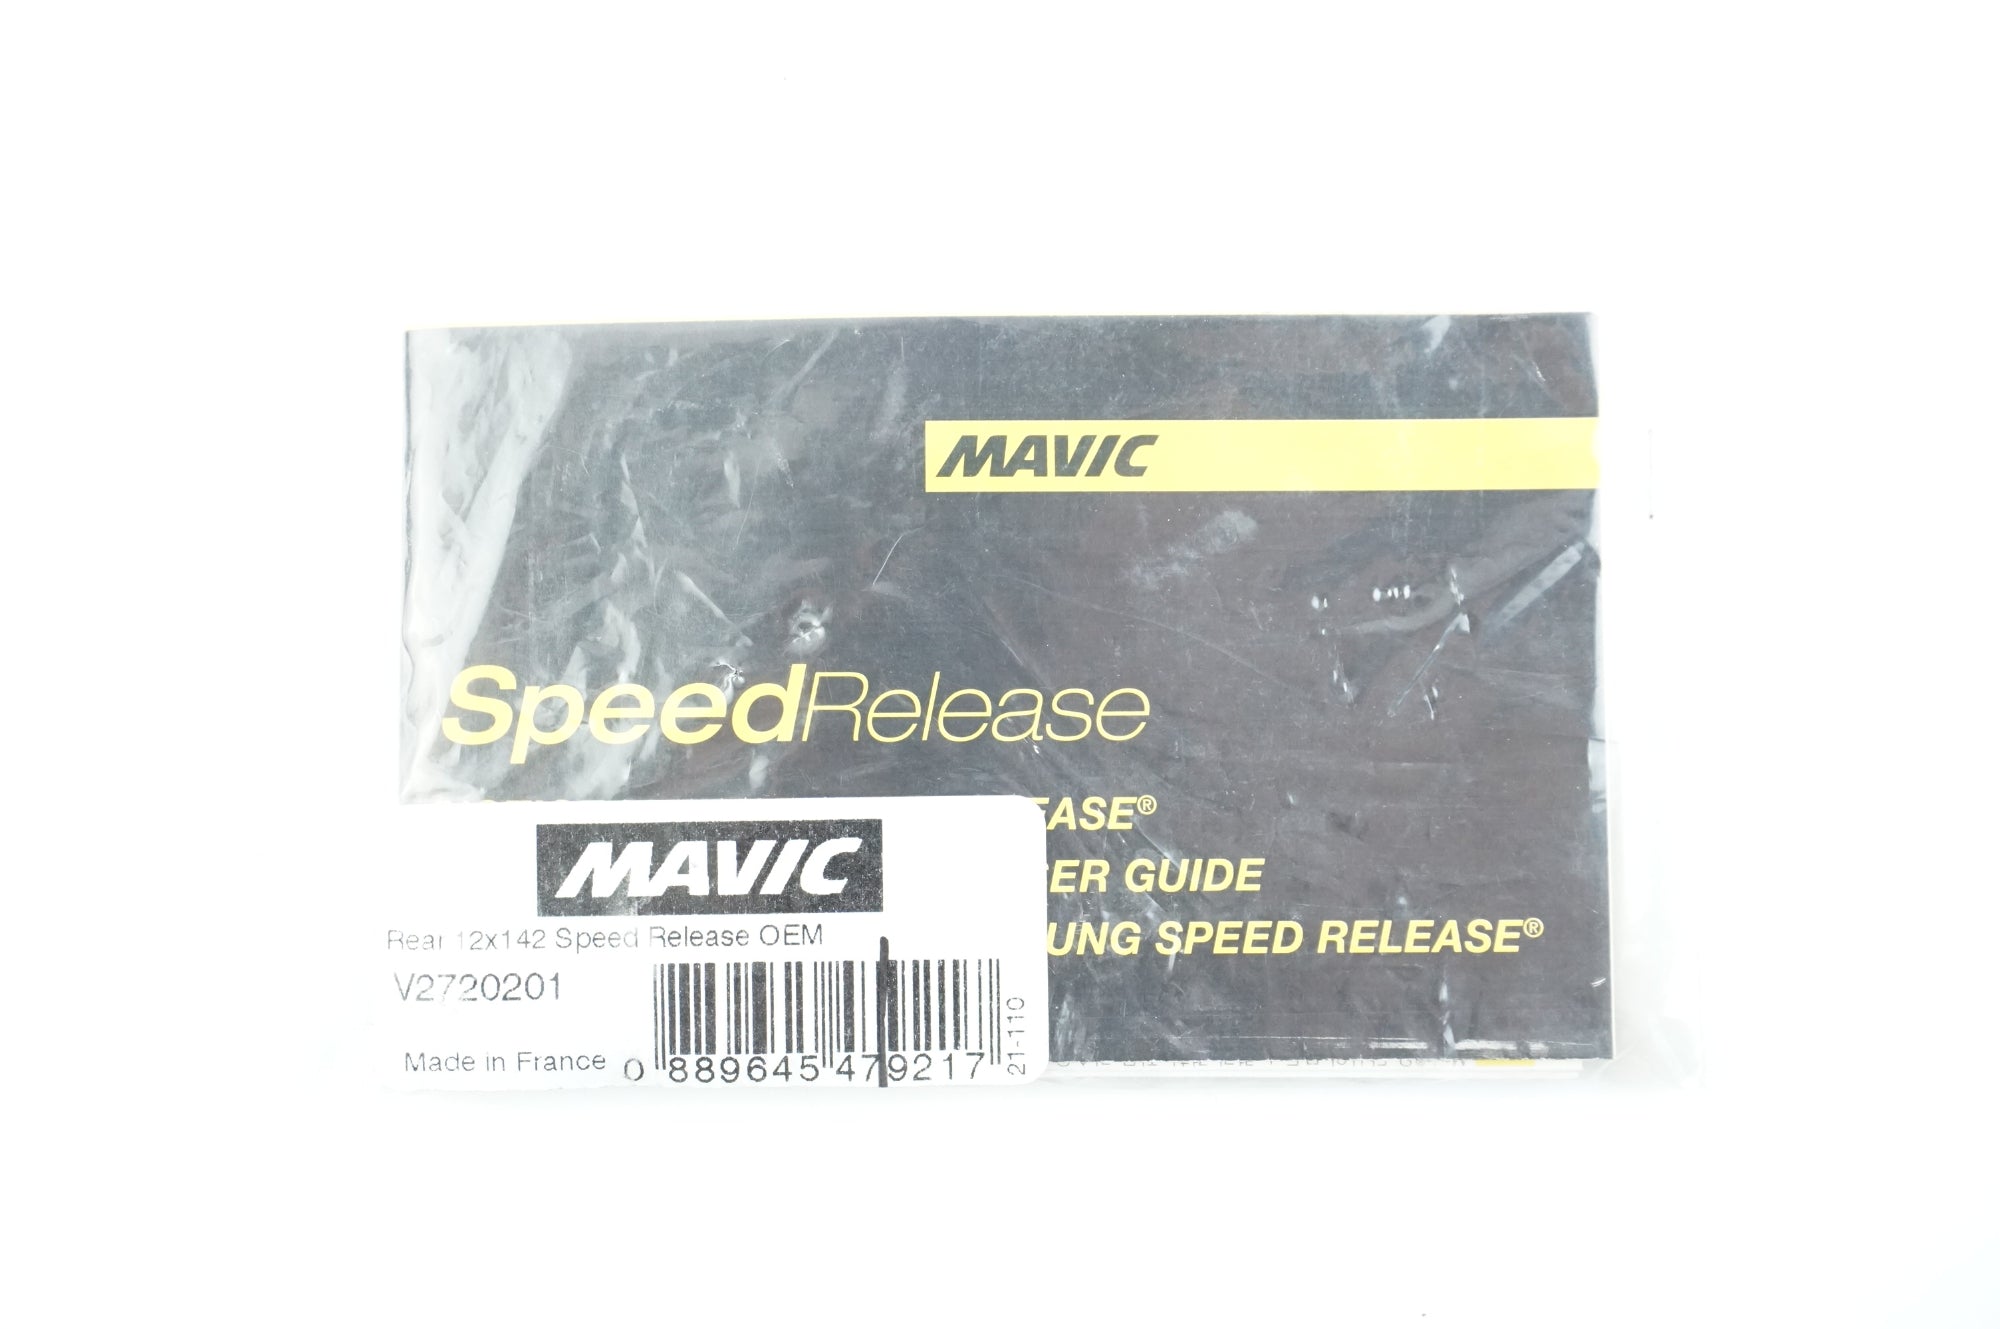 MAVIC
SpeedRelease
EASE®
ER GUIDE
UNG SPEED RELEASE®
MAVIC
Rear 12x142 Speed Release OEM
V2720201
Made in France
0 889645 479217
21-110